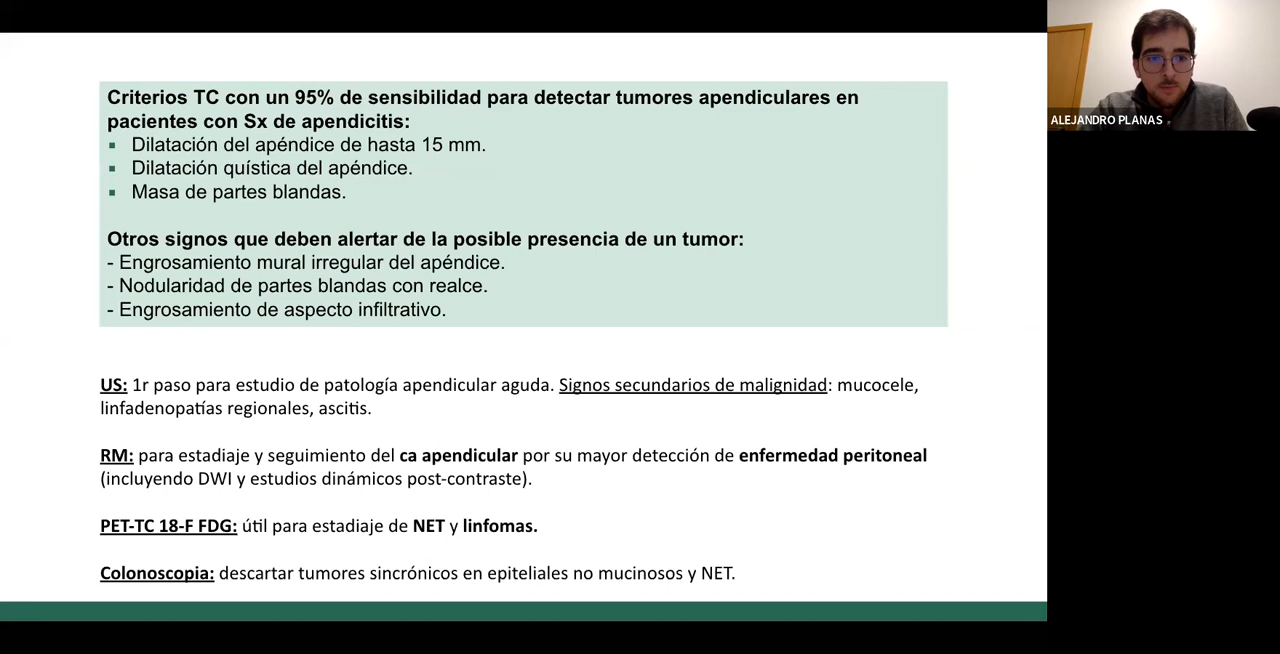 Criterios TC con un 95% de sensibilidad para detectar tumores apendiculares en
pacientes con Sx de apendicitis:
▪ Dilatación del apéndice de hasta 15 mm.
▪ Dilatación quística del apéndice.
▪ Masa de partes blandas.
Otros signos que deben alertar de la posible presencia de un tumor:
- Engrosamiento mural irregular del apéndice.
- Nodularidad de partes blandas con realce.
- Engrosamiento de aspecto infiltrativo.
US: 1r paso para estudio de patología apendicular aguda. Signos secundarios de malignidad: mucocele,
linfadenopatías regionales, ascitis.
RM: para estadiaje y seguimiento del ca apendicular por su mayor detección de enfermedad peritoneal
(incluyendo DWI y estudios dinámicos post-contraste).
PET-TC 18-F FDG: útil para estadiaje de NET y linfomas.
Colonoscopia: descartar tumores sincrónicos en epiteliales no mucinosos y NET.
ALEJANDRO PLANAS